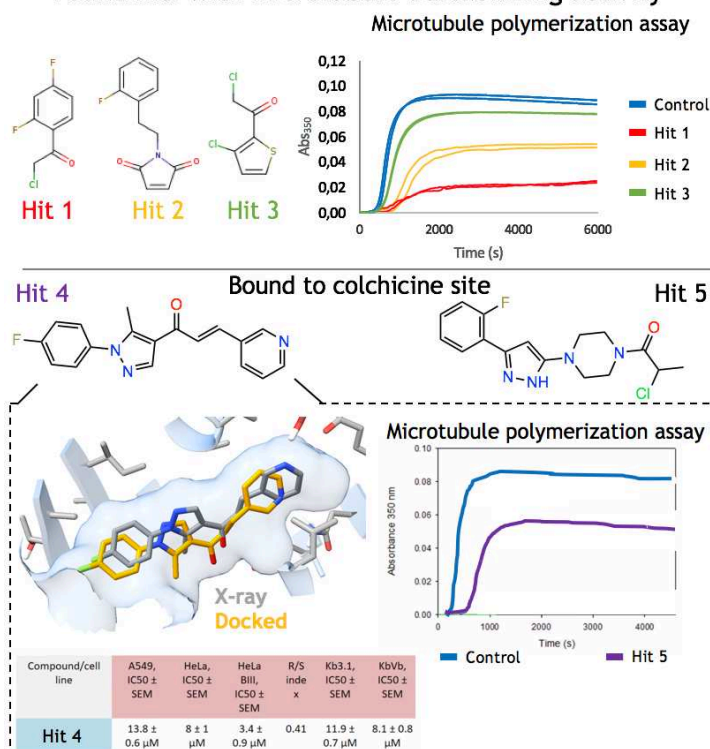 Microtubule polymerization assay
F
F
O
Cl
Hit 1
F
N
O
O
Hit 2
Cl
O
Cl
S
Hit 3
0,12
0,10
0,08
0,06
0,04
0,02
0,00
Abs350
0
2000
4000
6000
Time (s)
Control
Hit 1
Hit 2
Hit 3
Hit 4
Bound to colchicine site
Hit 5
F
N
N
O
N
F
N
NH
N
N
O
Cl
X-ray
Docked
Microtubule polymerization assay
0.10
0.08
0.06
0.04
0.02
0.00
Absorbance 350 nm
0
1000
2000
3000
4000
Time (s)
Control
Hit 5
Compound/cell
line
A549,
IC50 ±
SEM
HeLa,
IC50 ±
SEM
HeLa
BIII,
IC50 ±
SEM
R/S
inde
x
Kb3.1,
IC50 ±
SEM
KbVb,
IC50 ±
SEM
Hit 4
13.8 ±
0.6 µM
8 ± 1
µM
3.4 ±
0.9 µM
0.41
11.9 ±
0.7 µM
8.1 ± 0.8
µM